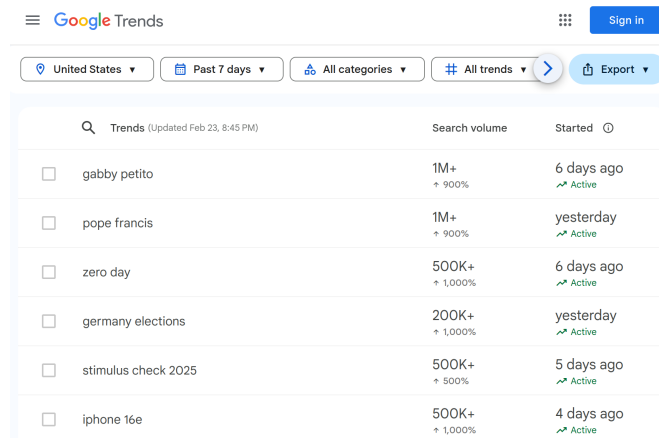 Google Trends
Sign in
United States
Past 7 days
All categories
All trends
Export
Trends (Updated Feb 23, 8:45 PM) Search volume Started
gabby petito 1M+ 6 days ago
↑ 900% Active
pope francis 1M+ yesterday
↑ 900% Active
zero day 500K+ 6 days ago
↑ 1,000% Active
germany elections 200K+ yesterday
↑ 1,000% Active
stimulus check 2025 500K+ 5 days ago
↑ 500% Active
iphone 16e 500K+ 4 days ago
↑ 1,000% Active